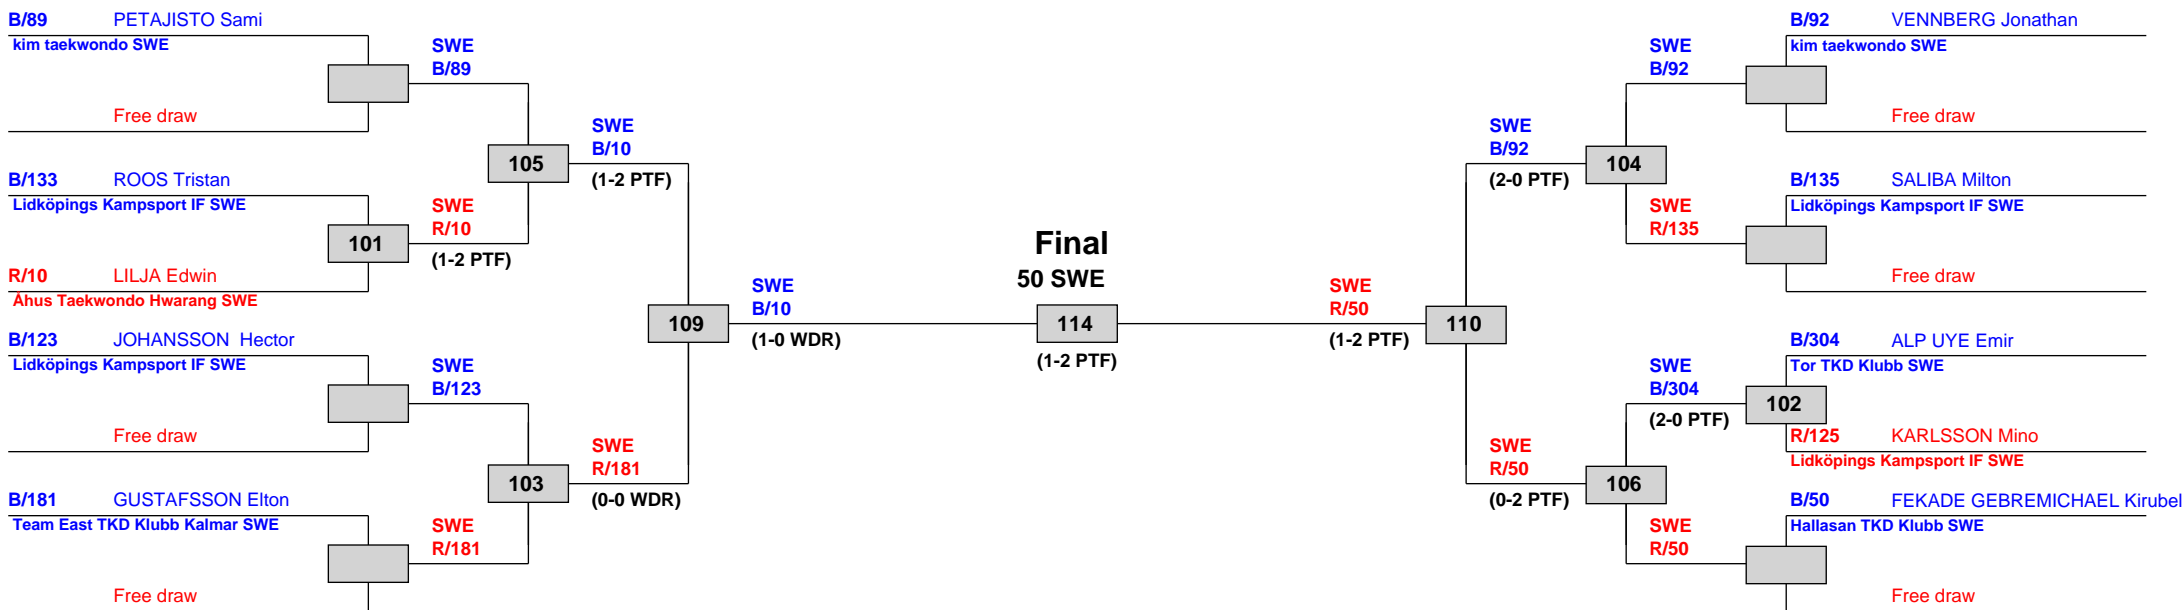 B/89 PETAJISTO Sami
kim taekwondo SWE
Free draw
B/133 ROOS Tristan
Lidköpings Kampsport IF SWE
R/10 LILJA Edwin
Åhus Taekwondo Hwarang SWE
B/123 JOHANSSON  Hector
Lidköpings Kampsport IF SWE
Free draw
B/181 GUSTAFSSON Elton
Team East TKD Klubb Kalmar SWE
Free draw
101
SWE
B/89
SWE
R/10
(1-2 PTF)
SWE
B/123
SWE
R/181
105
103
SWE
B/10
(1-2 PTF)
SWE
R/181
(0-0 WDR)
109
SWE
B/10
(1-0 WDR)
Final
50 SWE
114
(1-2 PTF)
SWE
R/50
(1-2 PTF)
110
SWE
B/92
(2-0 PTF)
SWE
R/50
(0-2 PTF)
104
106
SWE
B/92
SWE
R/135
SWE
B/304
(2-0 PTF)
SWE
R/50
102
B/92 VENNBERG Jonathan
kim taekwondo SWE
Free draw
B/135 SALIBA Milton
Lidköpings Kampsport IF SWE
Free draw
B/304 ALP UYE Emir
Tor TKD Klubb SWE
R/125 KARLSSON Mino
Lidköpings Kampsport IF SWE
B/50 FEKADE GEBREMICHAEL Kirubel
Hallasan TKD Klubb SWE
Free draw